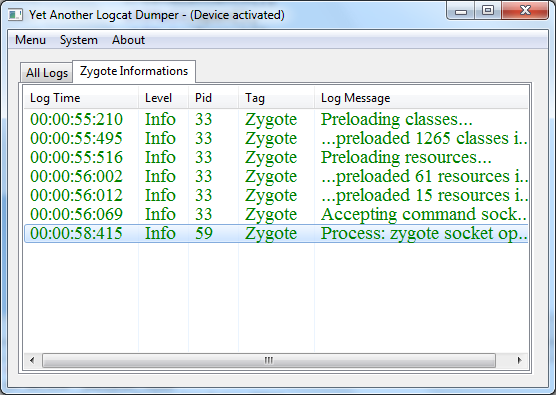 Yet Another Logcat Dumper - (Device activated)
Menu System About
All Logs Zygote Informations
Log Time Level Pid Tag Log Message
00:00:55:210 Info 33 Zygote Preloading classes...
00:00:55:495 Info 33 Zygote ...preloaded 1265 classes i...
00:00:55:516 Info 33 Zygote Preloading resources...
00:00:56:002 Info 33 Zygote ...preloaded 61 resources i...
00:00:56:012 Info 33 Zygote ...preloaded 15 resources i...
00:00:56:069 Info 33 Zygote Accepting command sock...
00:00:58:415 Info 59 Zygote Process: zygote socket op...